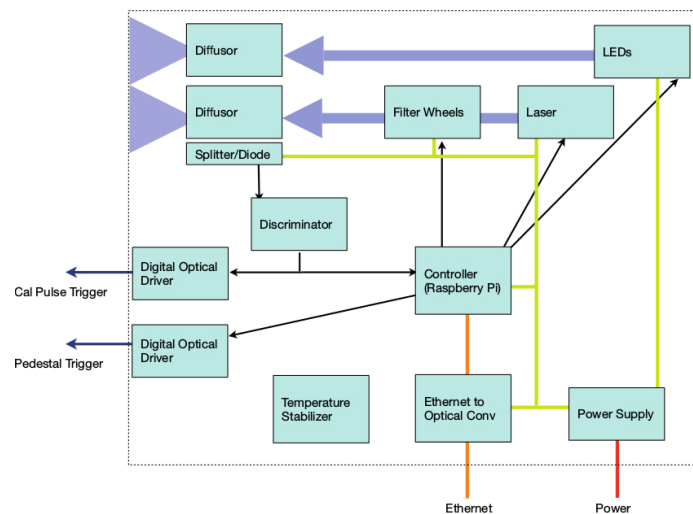 Diffusor
LEDs
Diffusor
Filter Wheels
Laser
Splitter/Diode
Discriminator
Digital Optical
Driver
Controller
(Raspberry Pi)
Cal Pulse Trigger
Digital Optical
Driver
Pedestal Trigger
Temperature
Stabilizer
Ethernet to
Optical Conv
Power Supply
Ethernet
Power